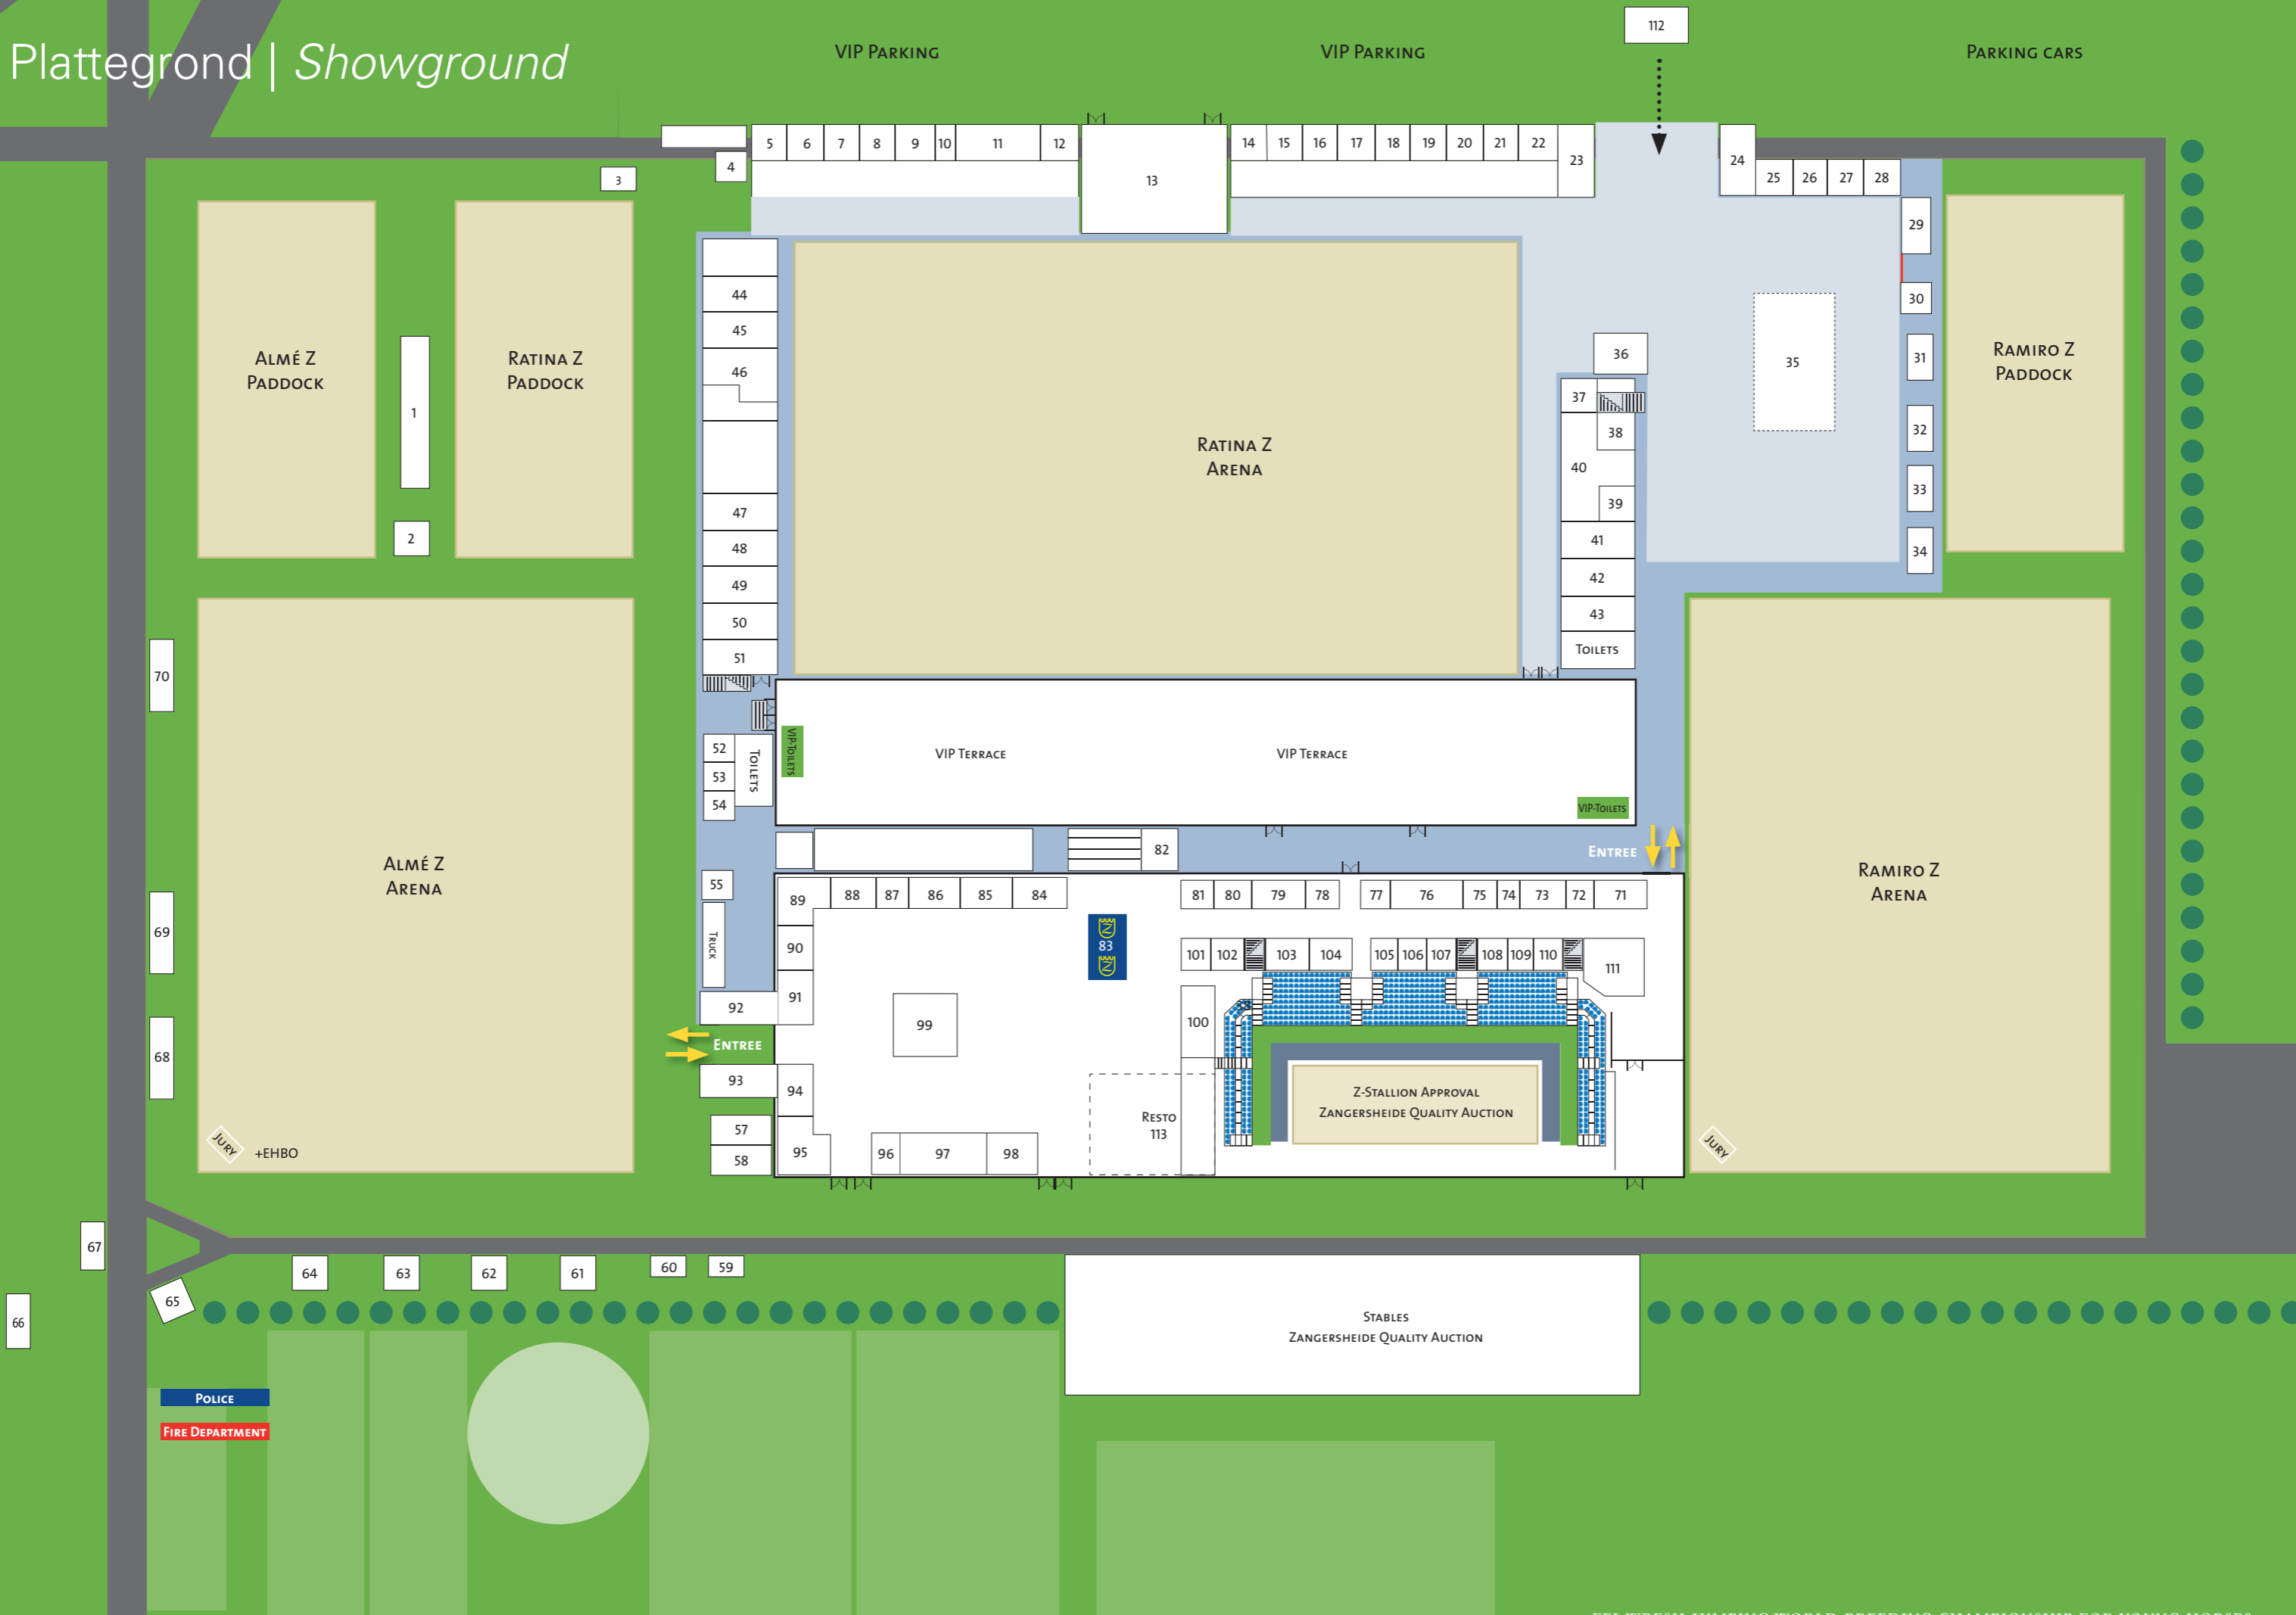 Plattegrond | Showground
VIP Parking
VIP Parking
112
Parking cars
3
4
5 6 7 8 9 10 11 12
13
14 15 16 17 18 19 20 21 22 23
24
25 26 27 28
29
30
31
32
33
34
35
36
37
38
40
39
41
42
43
Toilets
Almé Z
Paddock
1
2
Ratina Z
Paddock
44
45
46
47
48
49
50
51
Ratina Z
Arena
Ramiro Z
Paddock
70
69
68
Almé Z
Arena
Jury
+EHBO
52
53
54
Toilets
VIP-Toilets
VIP Terrace
VIP Terrace
VIP-Toilets
82
Entree
55
Truck
89
88 87 86 85 84
90
91
92
Entree
93
94
57
58
95
96 97 98
99
83
81 80 79 78
77 76 75 74 73 72 71
101 102 103 104
105 106 107 108 109 110
111
100
Resto
113
Z-Stallion Approval
Zangersheide Quality Auction
Ramiro Z
Arena
Jury
67
66
65
64 63 62 61 60 59
Stables
Zangersheide Quality Auction
Police
Fire Department